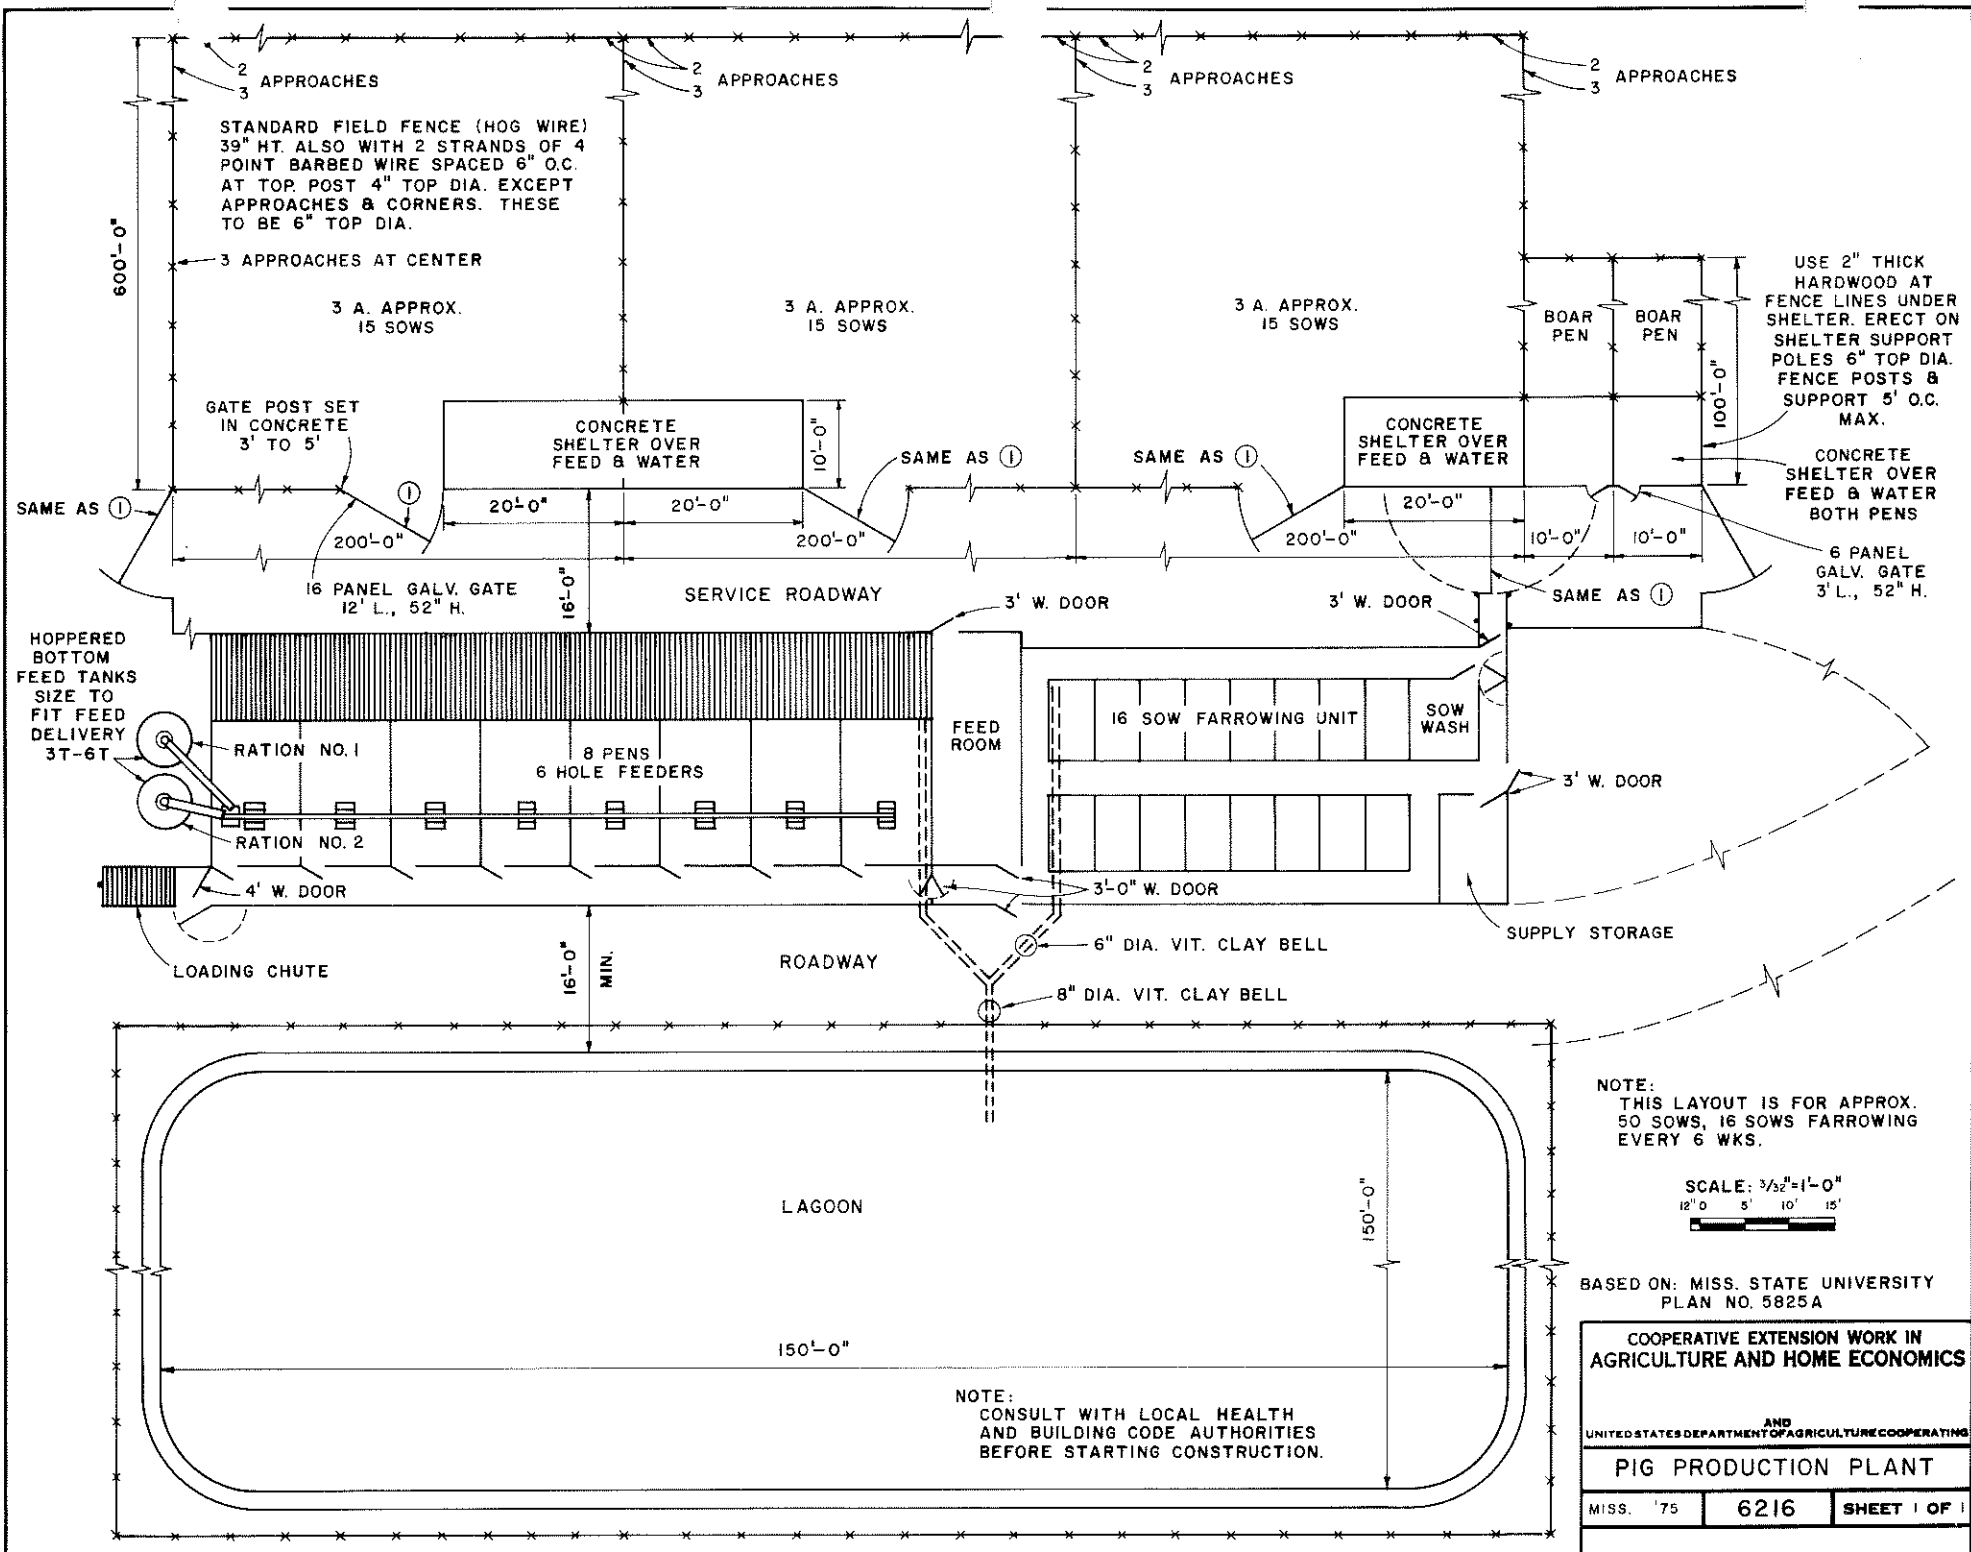 2
3 APPROACHES
2
3 APPROACHES
2
3 APPROACHES
2
3 APPROACHES
STANDARD FIELD FENCE (HOG WIRE)
39" HT. ALSO WITH 2 STRANDS OF 4
POINT BARBED WIRE SPACED 6" O.C.
AT TOP. POST 4" TOP DIA. EXCEPT
APPROACHES & CORNERS. THESE
TO BE 6" TOP DIA.
600'-0"
3 APPROACHES AT CENTER
3 A. APPROX.
15 SOWS
3 A. APPROX.
15 SOWS
3 A. APPROX.
15 SOWS
BOAR
PEN
BOAR
PEN
USE 2" THICK
HARDWOOD AT
FENCE LINES UNDER
SHELTER. ERECT ON
SHELTER SUPPORT
POLES 6" TOP DIA.
FENCE POSTS &
SUPPORT 5' O.C.
MAX.
100'-0"
GATE POST SET
IN CONCRETE
3' TO 5'
CONCRETE
SHELTER OVER
FEED & WATER
10'-0"
SAME AS 1
SAME AS 1
CONCRETE
SHELTER OVER
FEED & WATER
CONCRETE
SHELTER OVER
FEED & WATER
BOTH PENS
SAME AS 1
1
20'-0"
20'-0"
20'-0"
200'-0"
200'-0"
200'-0"
10'-0"
10'-0"
16 PANEL GALV. GATE
12' L., 52" H.
16'-0"
SERVICE ROADWAY
3' W. DOOR
3' W. DOOR
SAME AS 1
6 PANEL
GALV. GATE
3' L., 52" H.
HOPPERED
BOTTOM
FEED TANKS
SIZE TO
FIT FEED
DELIVERY
3T-6T
RATION NO. 1
8 PENS
6 HOLE FEEDERS
FEED
ROOM
16 SOW FARROWING UNIT
SOW
WASH
3' W. DOOR
RATION NO. 2
4' W. DOOR
3'-0" W. DOOR
SUPPLY STORAGE
LOADING CHUTE
16'-0"
MIN.
ROADWAY
6" DIA. VIT. CLAY BELL
8" DIA. VIT. CLAY BELL
NOTE:
THIS LAYOUT IS FOR APPROX.
50 SOWS, 16 SOWS FARROWING
EVERY 6 WKS.
LAGOON
150'-0"
150'-0"
SCALE: 3/32"=1'-0"
12" 0 5' 10' 15'
NOTE:
CONSULT WITH LOCAL HEALTH
AND BUILDING CODE AUTHORITIES
BEFORE STARTING CONSTRUCTION.
BASED ON: MISS. STATE UNIVERSITY
PLAN NO. 5825A
COOPERATIVE EXTENSION WORK IN
AGRICULTURE AND HOME ECONOMICS
AND
UNITED STATES DEPARTMENT OF AGRICULTURE COOPERATING
PIG PRODUCTION PLANT
MISS. '75 6216 SHEET 1 OF 1